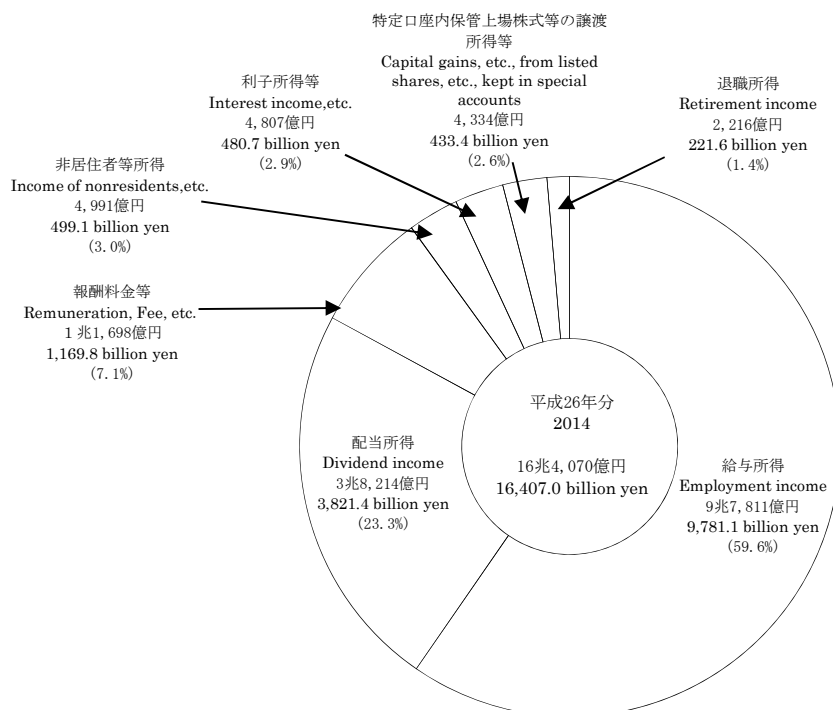 特定口座内保管上場株式等の譲渡
所得等
Capital gains, etc., from listed
shares, etc., kept in special
accounts
4,334億円
433.4 billion yen
(2.6%)
利子所得等
Interest income,etc.
4,807億円
480.7 billion yen
(2.9%)
退職所得
Retirement income
2,216億円
221.6 billion yen
(1.4%)
非居住者等所得
Income of nonresidents,etc.
4,991億円
499.1 billion yen
(3.0%)
報酬料金等
Remuneration, Fee, etc.
1兆1,698億円
1,169.8 billion yen
(7.1%)
配当所得
Dividend income
3兆8,214億円
3,821.4 billion yen
(23.3%)
平成26年分
2014
16兆4,070億円
16,407.0 billion yen
給与所得
Employment income
9兆7,811億円
9,781.1 billion yen
(59.6%)